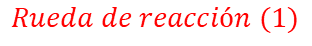 Rueda de reacción (1)